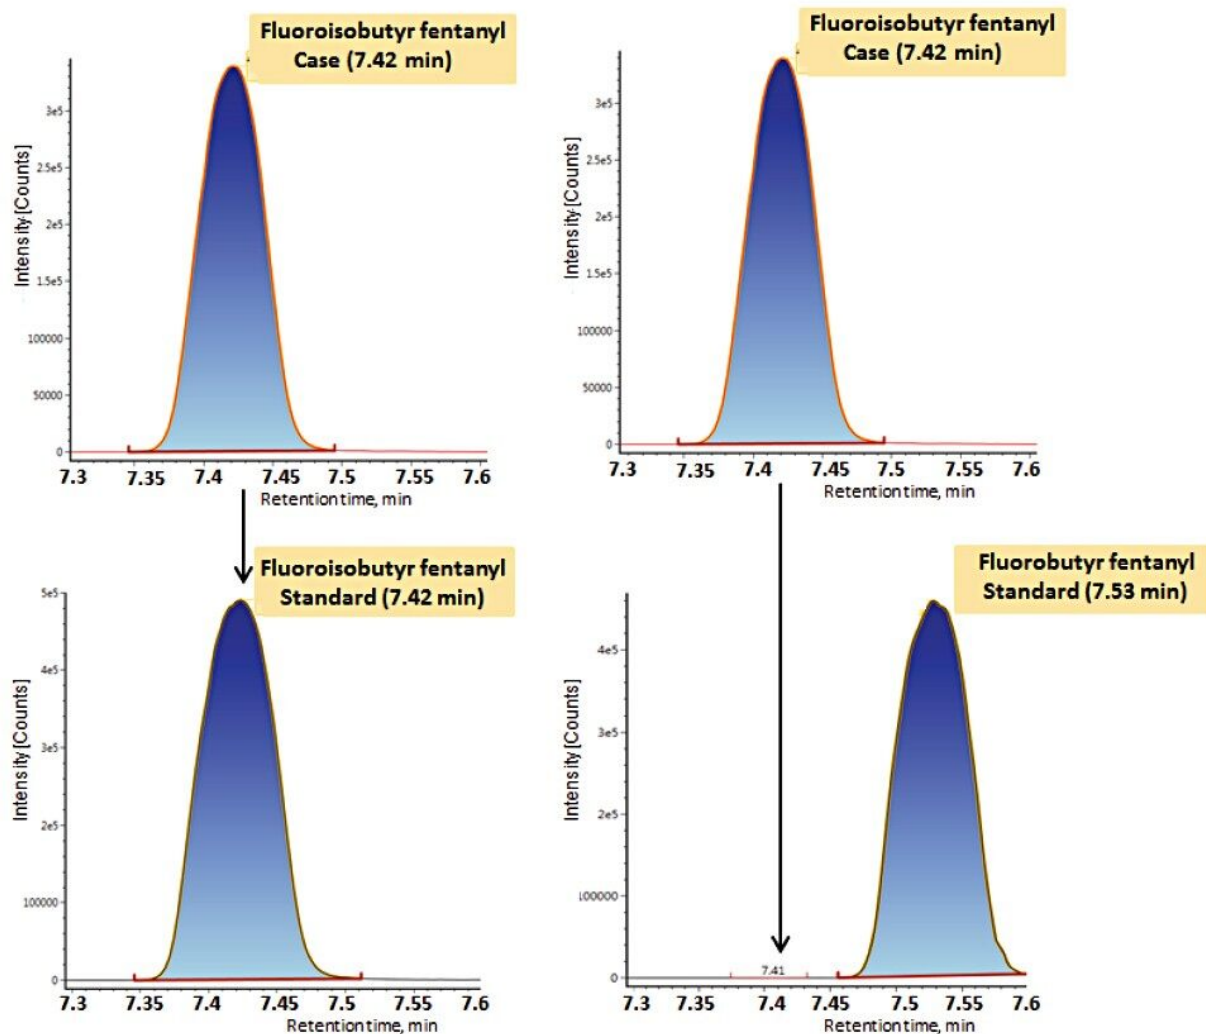 Fluoroisobutyr fentanyl
Case (7.42 min)
Intensity [Counts]
3e5
2.5e5
2e5
1.5e5
100000
50000
0
7.3 7.35 7.4 7.45 7.5 7.55 7.6
Retention time, min
Fluoroisobutyr fentanyl
Case (7.42 min)
Intensity [Counts]
3e5
2.5e5
2e5
1.5e5
100000
50000
0
7.3 7.35 7.4 7.45 7.5 7.55 7.6
Retention time, min
Fluoroisobutyr fentanyl
Standard (7.42 min)
Intensity [Counts]
5e5
4e5
3e5
2e5
100000
0
7.3 7.35 7.4 7.45 7.5 7.55 7.6
Retention time, min
Fluorobutyr fentanyl
Standard (7.53 min)
Intensity [Counts]
4e5
3e5
2e5
100000
0
7.41
7.3 7.35 7.4 7.45 7.5 7.55 7.6
Retention time, min